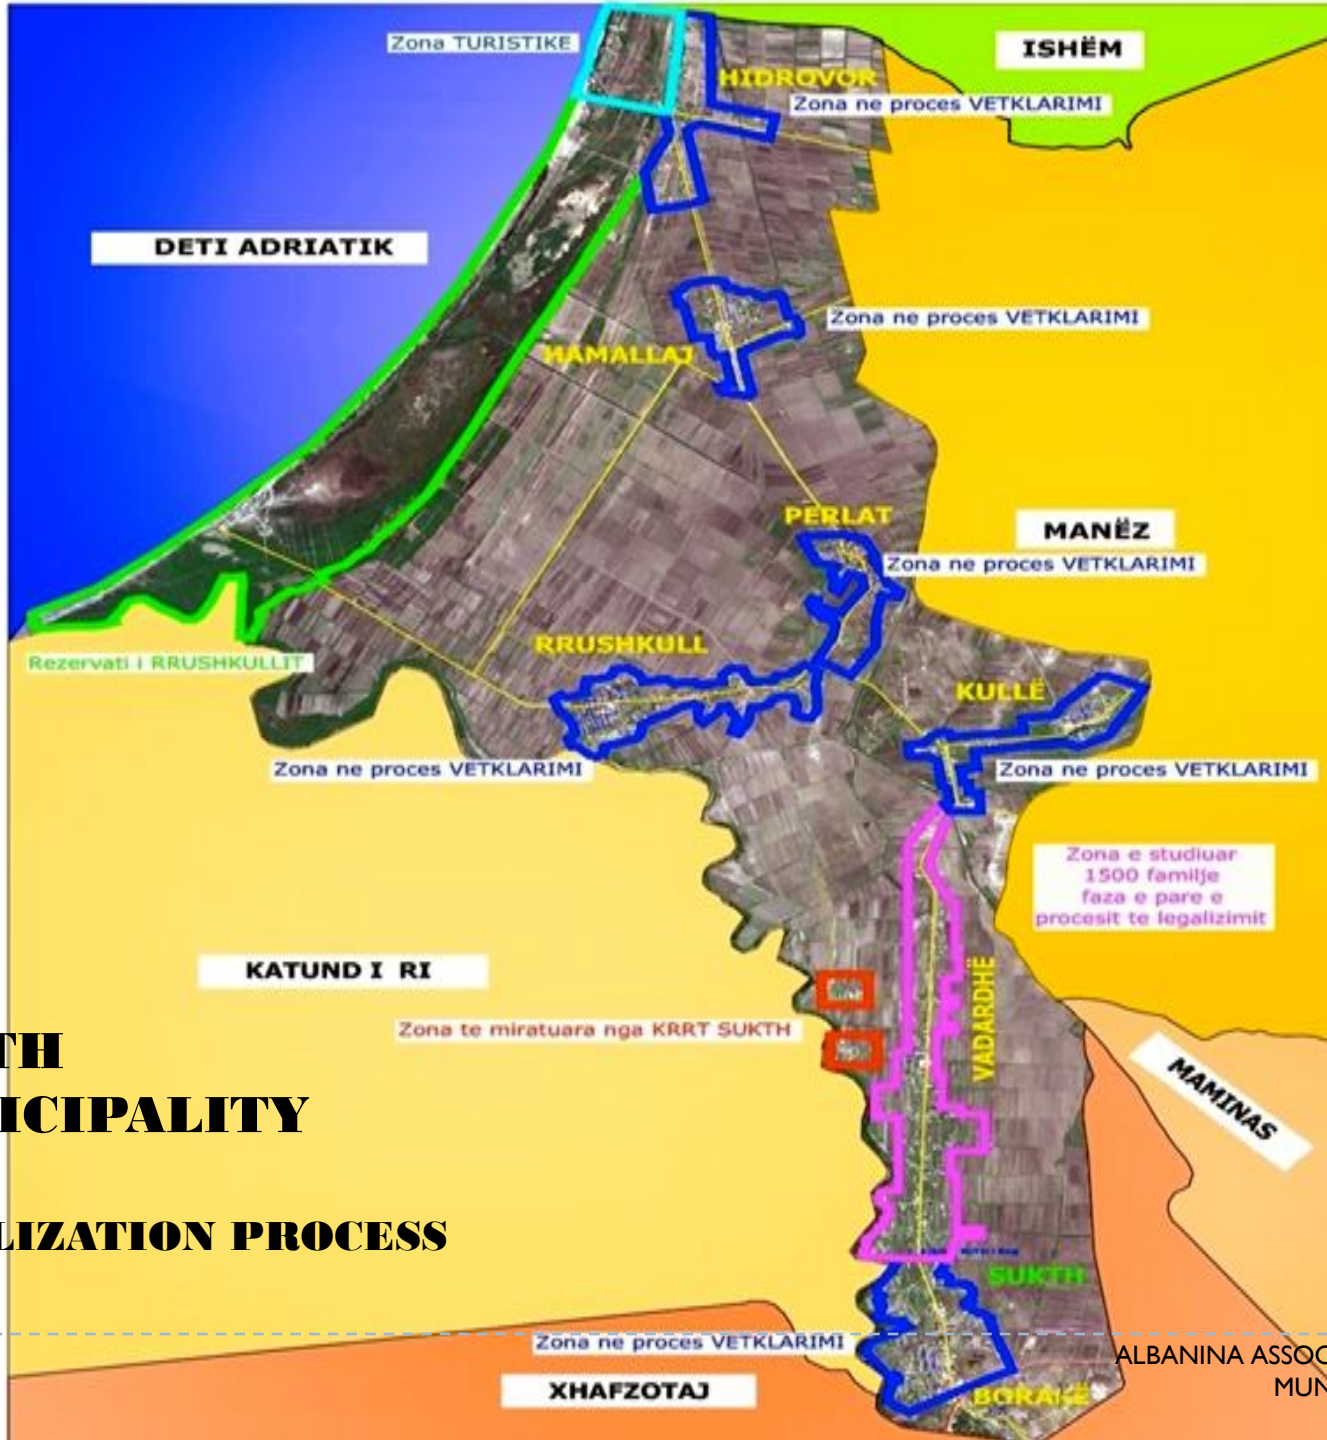 Zona TURISTIKE
ISHËM
HIDROVOR
Zona ne proces VETKLARIMI
DETI ADRIATIK
Zona ne proces VETKLARIMI
HAMALLAJ
PERLAT
MANËZ
Zona ne proces VETKLARIMI
RRUSHKULL
Rezervati i RRUSHKULLIT
KULLË
Zona ne proces VETKLARIMI
Zona ne proces VETKLARIMI
Zona e studiuar
1500 familje
faza e pare e
procesit te legalizimit
KATUND I RI
VADARDHË
Zona te miratuara nga KRRT SUKTH
TH
ICIPALITY
MAMINAS
LIZATION PROCESS
SUKTH
Zona ne proces VETKLARIMI
ALBANINA ASSOC
MUN
XHAFZOTAJ
BORAKË